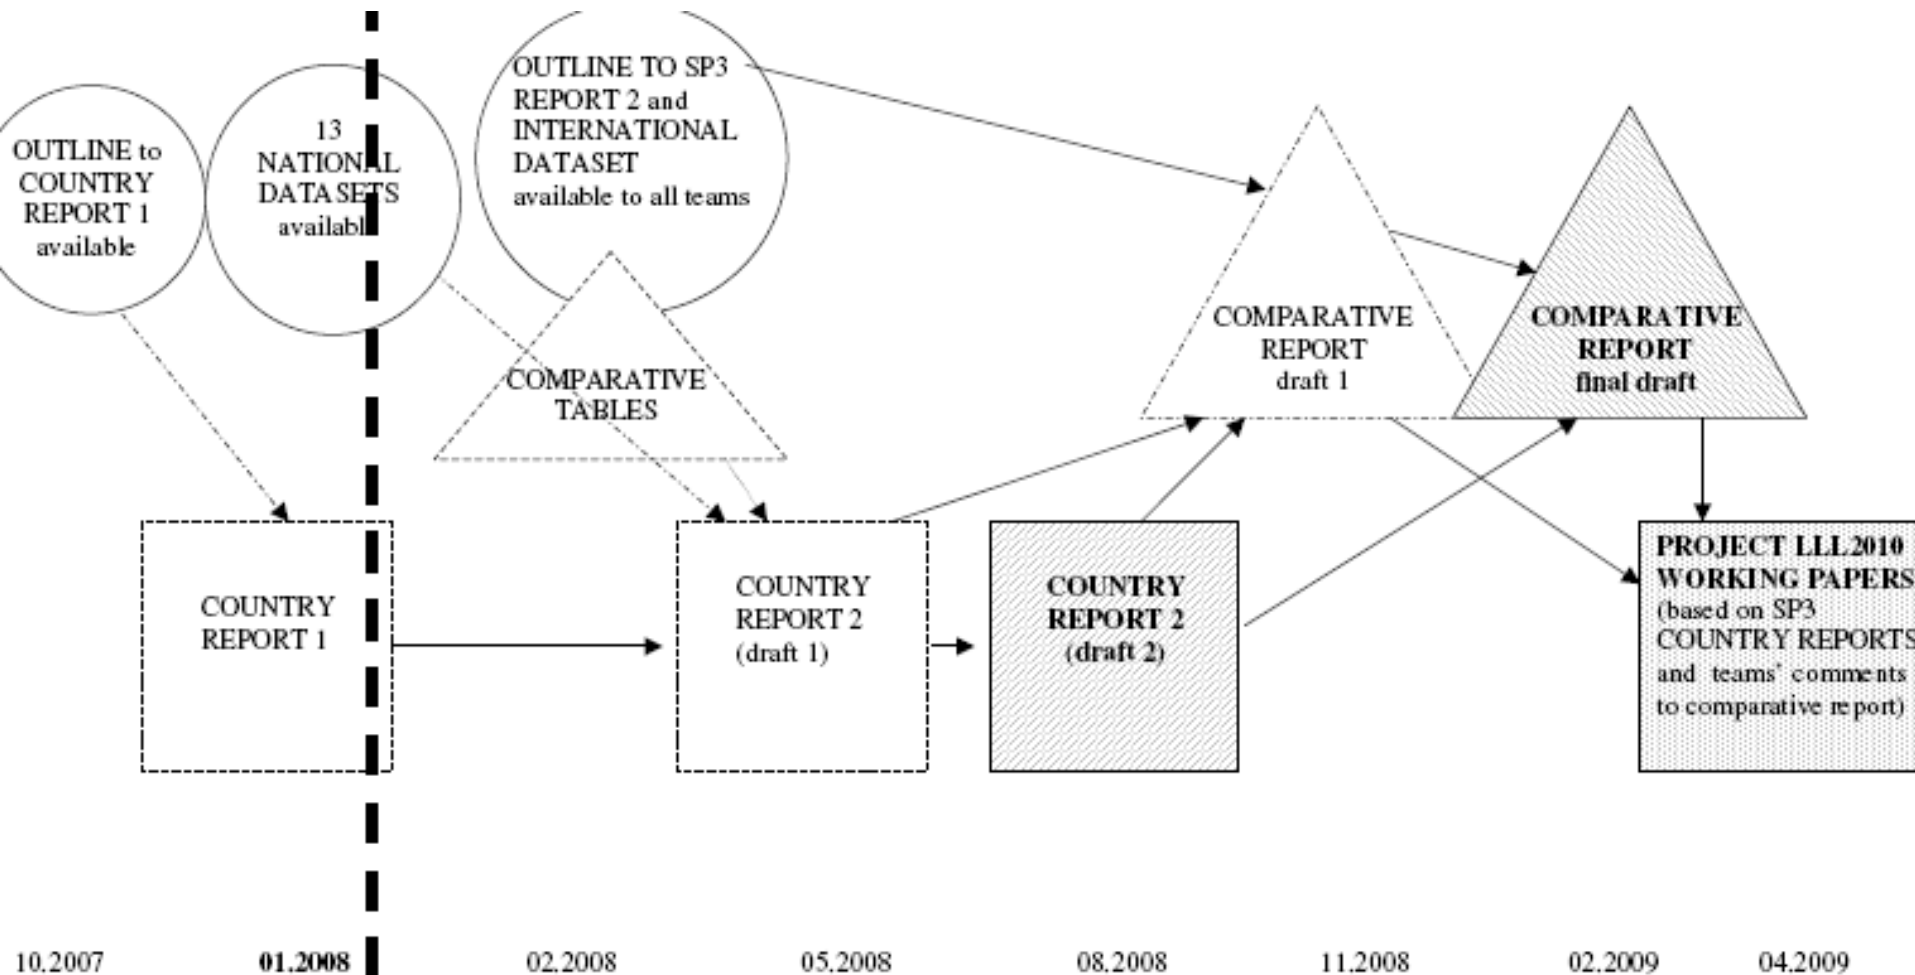 OUTLINE to
COUNTRY
REPORT 1
available
13
NATIONAL
DATASETS
available
OUTLINE TO SP3
REPORT 2 and
INTERNATIONAL
DATASET
available to all teams
COMPARATIVE
TABLES
COMPARATIVE
REPORT
draft 1
COMPARATIVE
REPORT
final draft
COUNTRY
REPORT 1
COUNTRY
REPORT 2
(draft 1)
COUNTRY
REPORT 2
(draft 2)
PROJECT LLL2010
WORKING PAPERS
(based on SP3
COUNTRY REPORTS
and teams' comments
to comparative report)
10.2007 01.2008 02.2008 05.2008 08.2008 11.2008 02.2009 04.2009